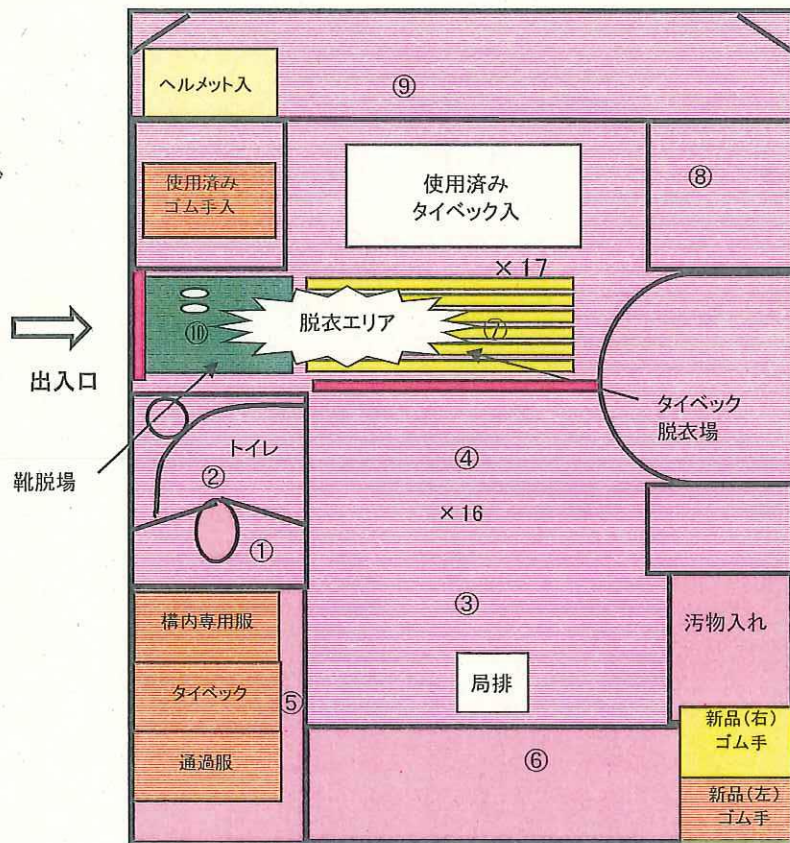 ヘルメット入
⑨
使用済み
ゴム手入
使用済み
タイベック入
⑧
×17
脱衣エリア
⑩
⑦
出入口
タイベック
脱衣場
靴脱場
トイレ
②
④
×16
①
③
構内専用服
汚物入れ
タイベック
⑤
局排
新品(右)
ゴム手
通過服
⑥
新品(左)
ゴム手